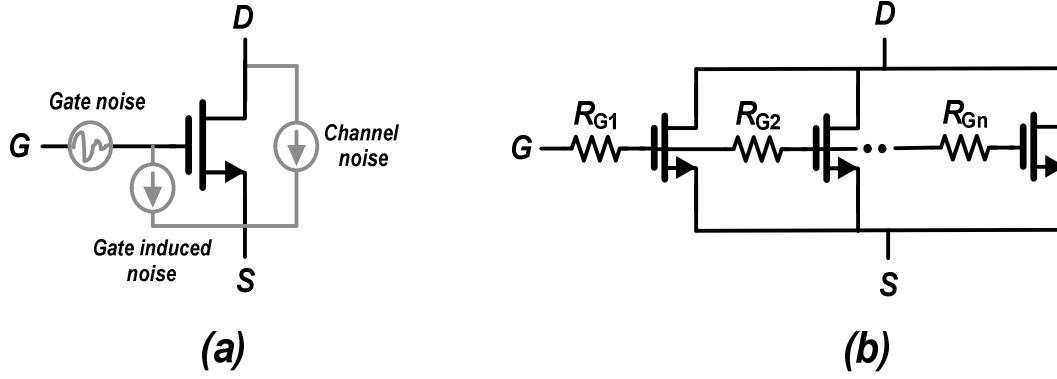 D
Gate noise
G
Channel
noise
Gate induced
noise
S
(a)
D
RG1
RG2
RGn
G
S
(b)